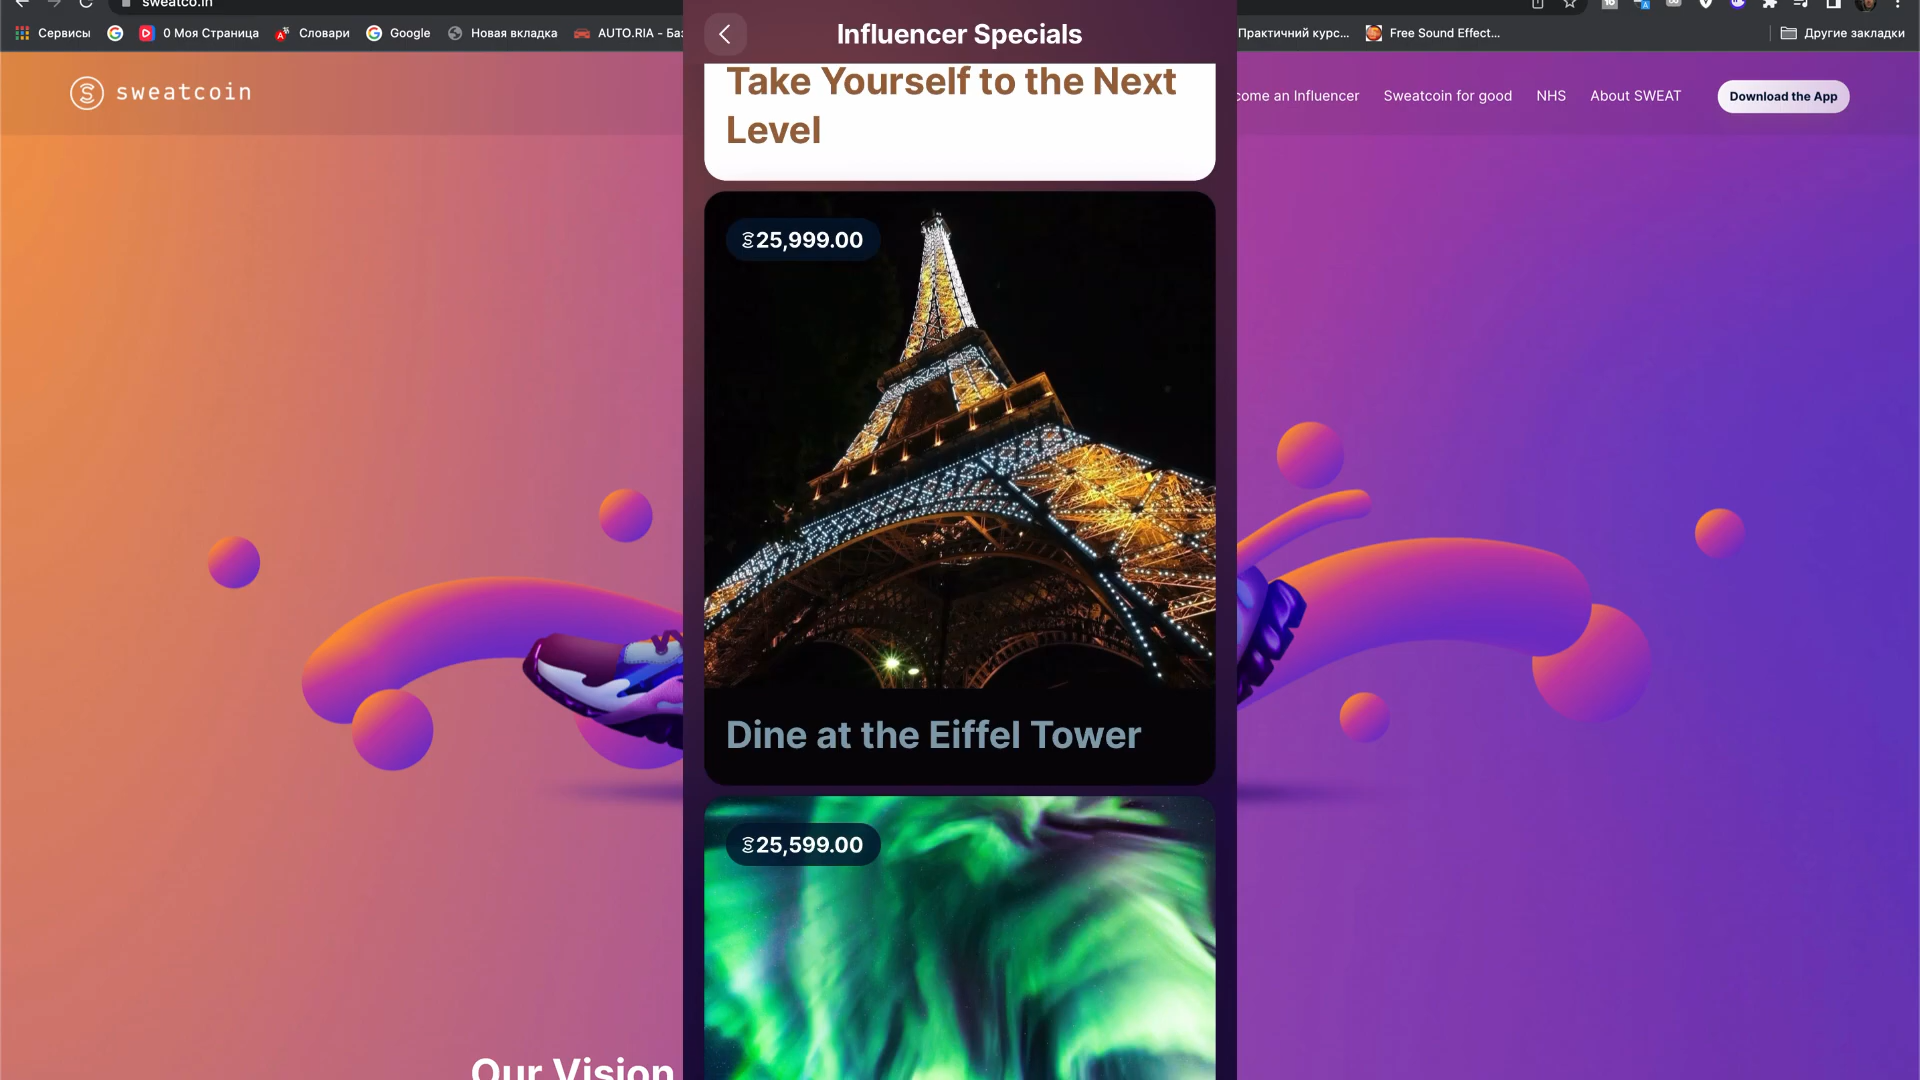 sweatco.in
Сервисы
0 Моя Страница
Словари
Google
Новая вкладка
AUTO.RIA - Ба
Практичний курс...
Free Sound Effect...
Другие закладки
sweatcoin
come an Influencer
Sweatcoin for good
NHS
About SWEAT
Download the App
Influencer Specials
Take Yourself to the Next
Level
25,999.00
Dine at the Eiffel Tower
25,599.00
Our Vision